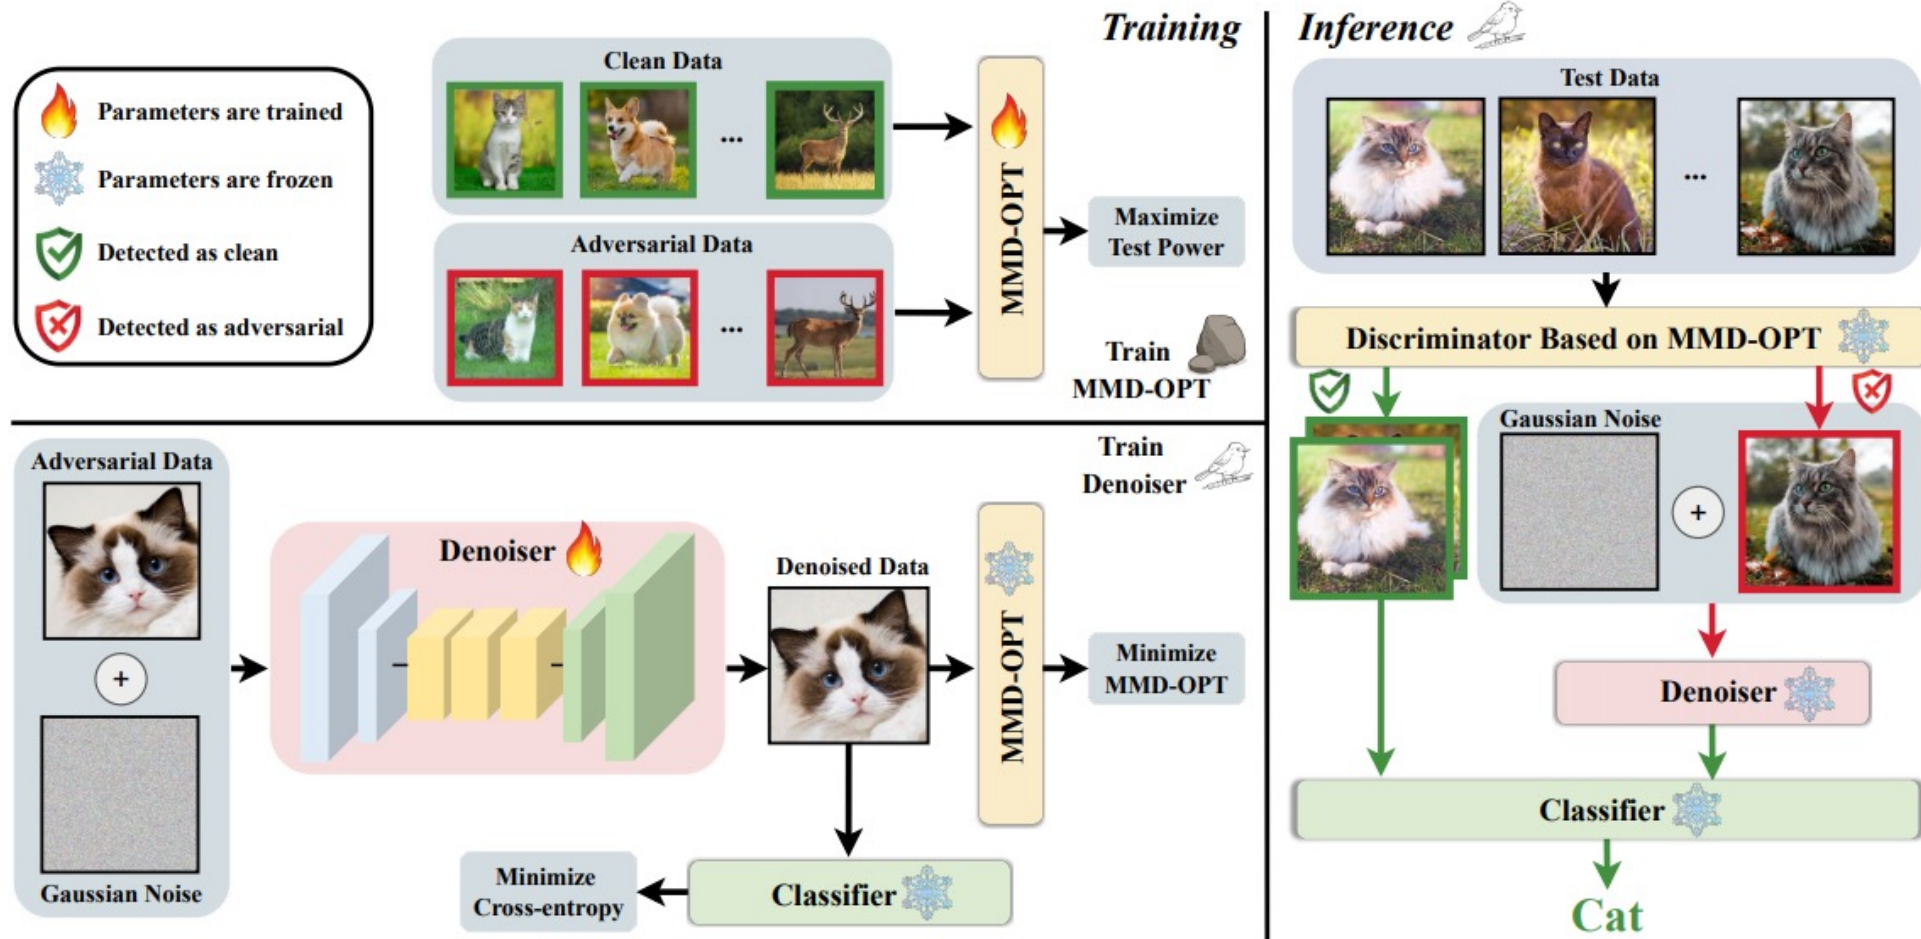 Parameters are trained
Parameters are frozen
Detected as clean
Detected as adversarial
Training
Clean Data
...
Adversarial Data
...
MMD-OPT
Maximize
Test Power
Train
MMD-OPT
Train
Denoiser
Adversarial Data
+
Gaussian Noise
Denoiser
Denoised Data
MMD-OPT
Minimize
MMD-OPT
Classifier
Minimize
Cross-entropy
Inference
Test Data
...
Discriminator Based on MMD-OPT
Gaussian Noise
+
Denoiser
Classifier
Cat